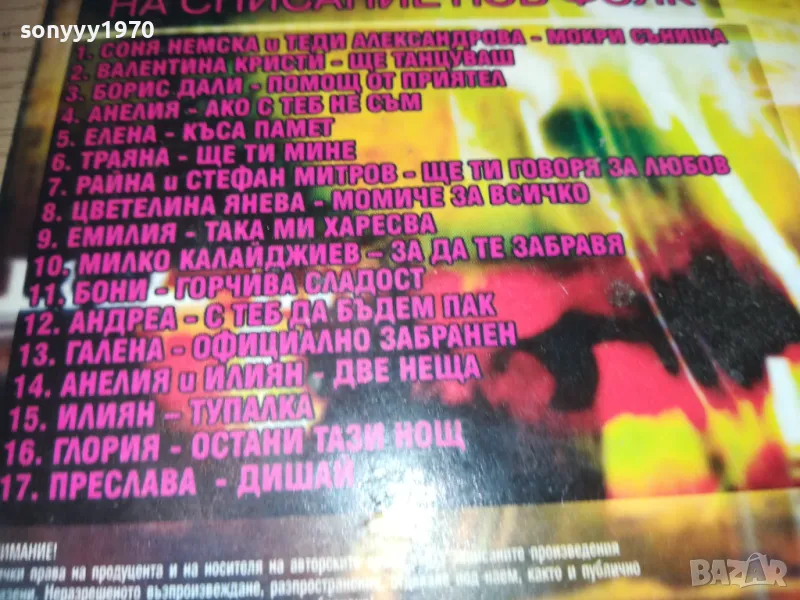 sonyyy1970
НА СПИСАНИЕ НОВ ФОЛК
1. СОНЯ НЕМСКА и ТЕДИ АЛЕКСАНДРОВА - МОКРИ СЪНИЩА
2. ВАЛЕНТИНА КРИСТИ - ЩЕ ТАНЦУВАШ
3. БОРИС ДАЛИ - ПОМОЩ ОТ ПРИЯТЕЛ
4. АНЕЛИЯ - АКО С ТЕБ НЕ СЪМ
5. ЕЛЕНА - КЪСА ПАМЕТ
6. ТРАЯНА - ЩЕ ТИ МИНЕ
7. РАЙНА и СТЕФАН МИТРОВ - ЩЕ ТИ ГОВОРЯ ЗА ЛЮБОВ
8. ЦВЕТЕЛИНА ЯНЕВА - МОМИЧЕ ЗА ВСИЧКО
9. ЕМИЛИЯ - ТАКА МИ ХАРЕСВА
10. МИЛКО КАЛАЙДЖИЕВ – ЗА ДА ТЕ ЗАБРАВЯ
11. БОНИ - ГОРЧИВА СЛАДОСТ
12. АНДРЕА - С ТЕБ ДА БЪДЕМ ПАК
13. ГАЛЕНА - ОФИЦИАЛНО ЗАБРАНЕН
14. АНЕЛИЯ и ИЛИЯН - ДВЕ НЕЩА
15. ИЛИЯН – ТУПАЛКА
16. ГЛОРИЯ - ОСТАНИ ТАЗИ НОЩ
17. ПРЕСЛАВА - ДИШАЙ
ИМАНИЕ!
права на продуцента и на носителя на авторските произведения
Неразрешеното възпроизвеждане, разпространение, отдаване под наем, както и публично
BAZAR